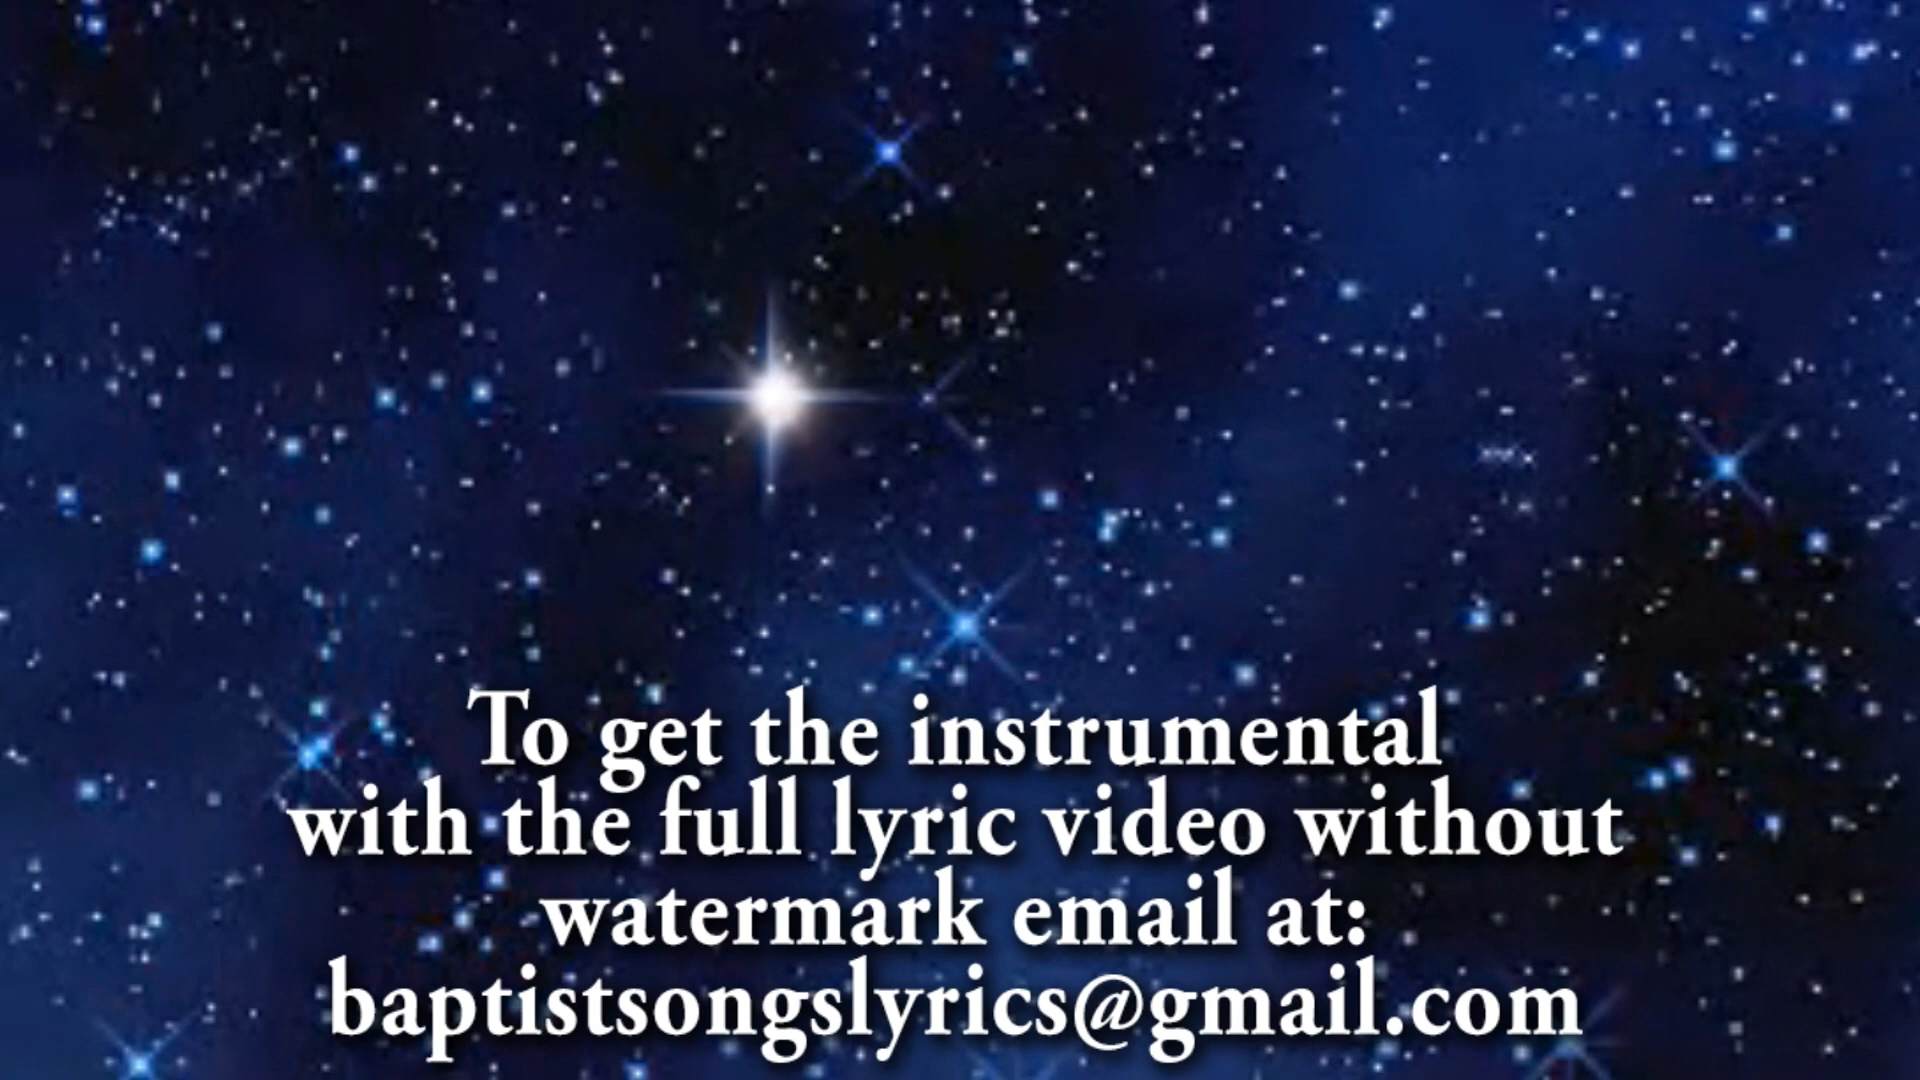 To get the instrumental
with the full lyric video without
watermark email at:
baptistsongslyrics@gmail.com